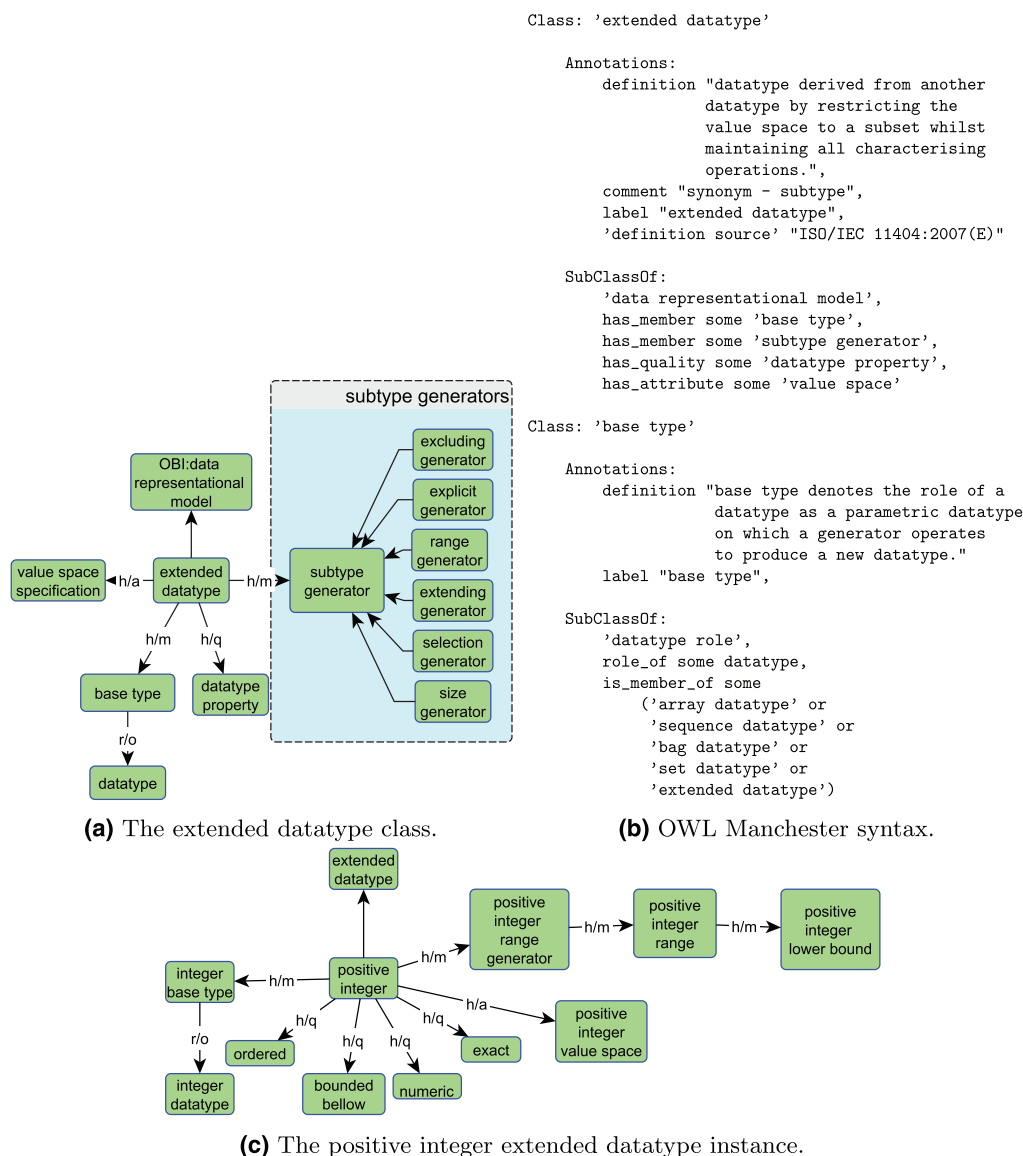 Class: ’extended datatype’
Annotations:
definition "datatype derived from another
datatype by restricting the
value space to a subset whilst
maintaining all characterising
operations.",
comment "synonym - subtype",
label "extended datatype",
’definition source’ "ISO/IEC 11404:2007(E)"
SubClassOf:
’data representational model’,
has_member some ’base type’,
has_member some ’subtype generator’,
has_quality some ’datatype property’,
has_attribute some ’value space’
Class: ’base type’
Annotations:
definition "base type denotes the role of a
datatype as a parametric datatype
on which a generator operates
to produce a new datatype."
label "base type",
SubClassOf:
’datatype role’,
role_of some datatype,
is_member_of some
(’array datatype’ or
’sequence datatype’ or
’bag datatype’ or
’set datatype’ or
’extended datatype’)
subtype generators
excluding
generator
explicit
generator
range
generator
extending
generator
selection
generator
size
generator
subtype
generator
OBI:data
representational
model
value space
specification
h/a
extended
datatype
h/m
h/m
h/q
base type
datatype
property
r/o
datatype
(a) The extended datatype class.
(b) OWL Manchester syntax.
extended
datatype
positive
integer
range
generator
h/m
positive
integer
range
h/m
positive
integer
lower bound
h/m
integer
base type
h/m
positive
integer
h/a
positive
integer
value space
r/o
h/q
h/q
h/q
h/q
ordered
exact
integer
datatype
bounded
bellow
numeric
(c) The positive integer extended datatype instance.